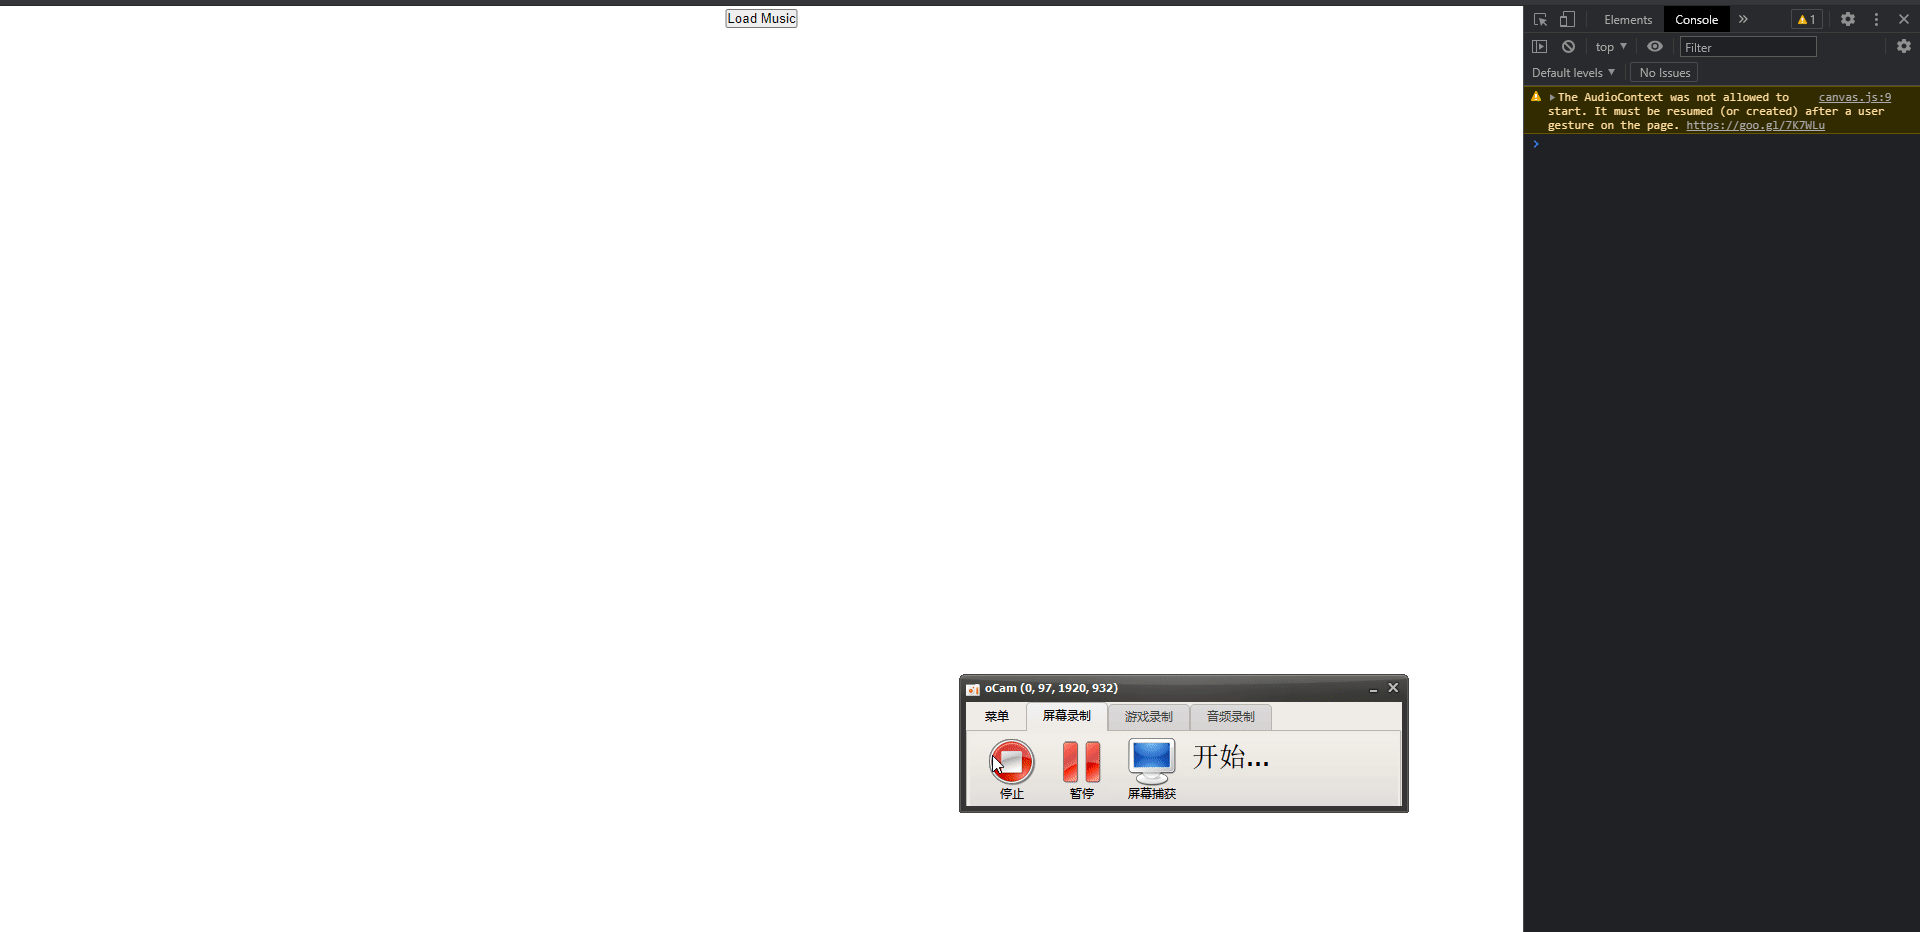 Load Music
Elements
Console
1
top
Filter
Default levels
No Issues
The AudioContext was not allowed to canvas.js:9
start. It must be resumed (or created) after a user
gesture on the page. https://goo.gl/7K7WLu
oCam (0, 97, 1920, 932)
菜单
屏幕录制
游戏录制
音频录制
停止
暂停
屏幕捕获
开始...